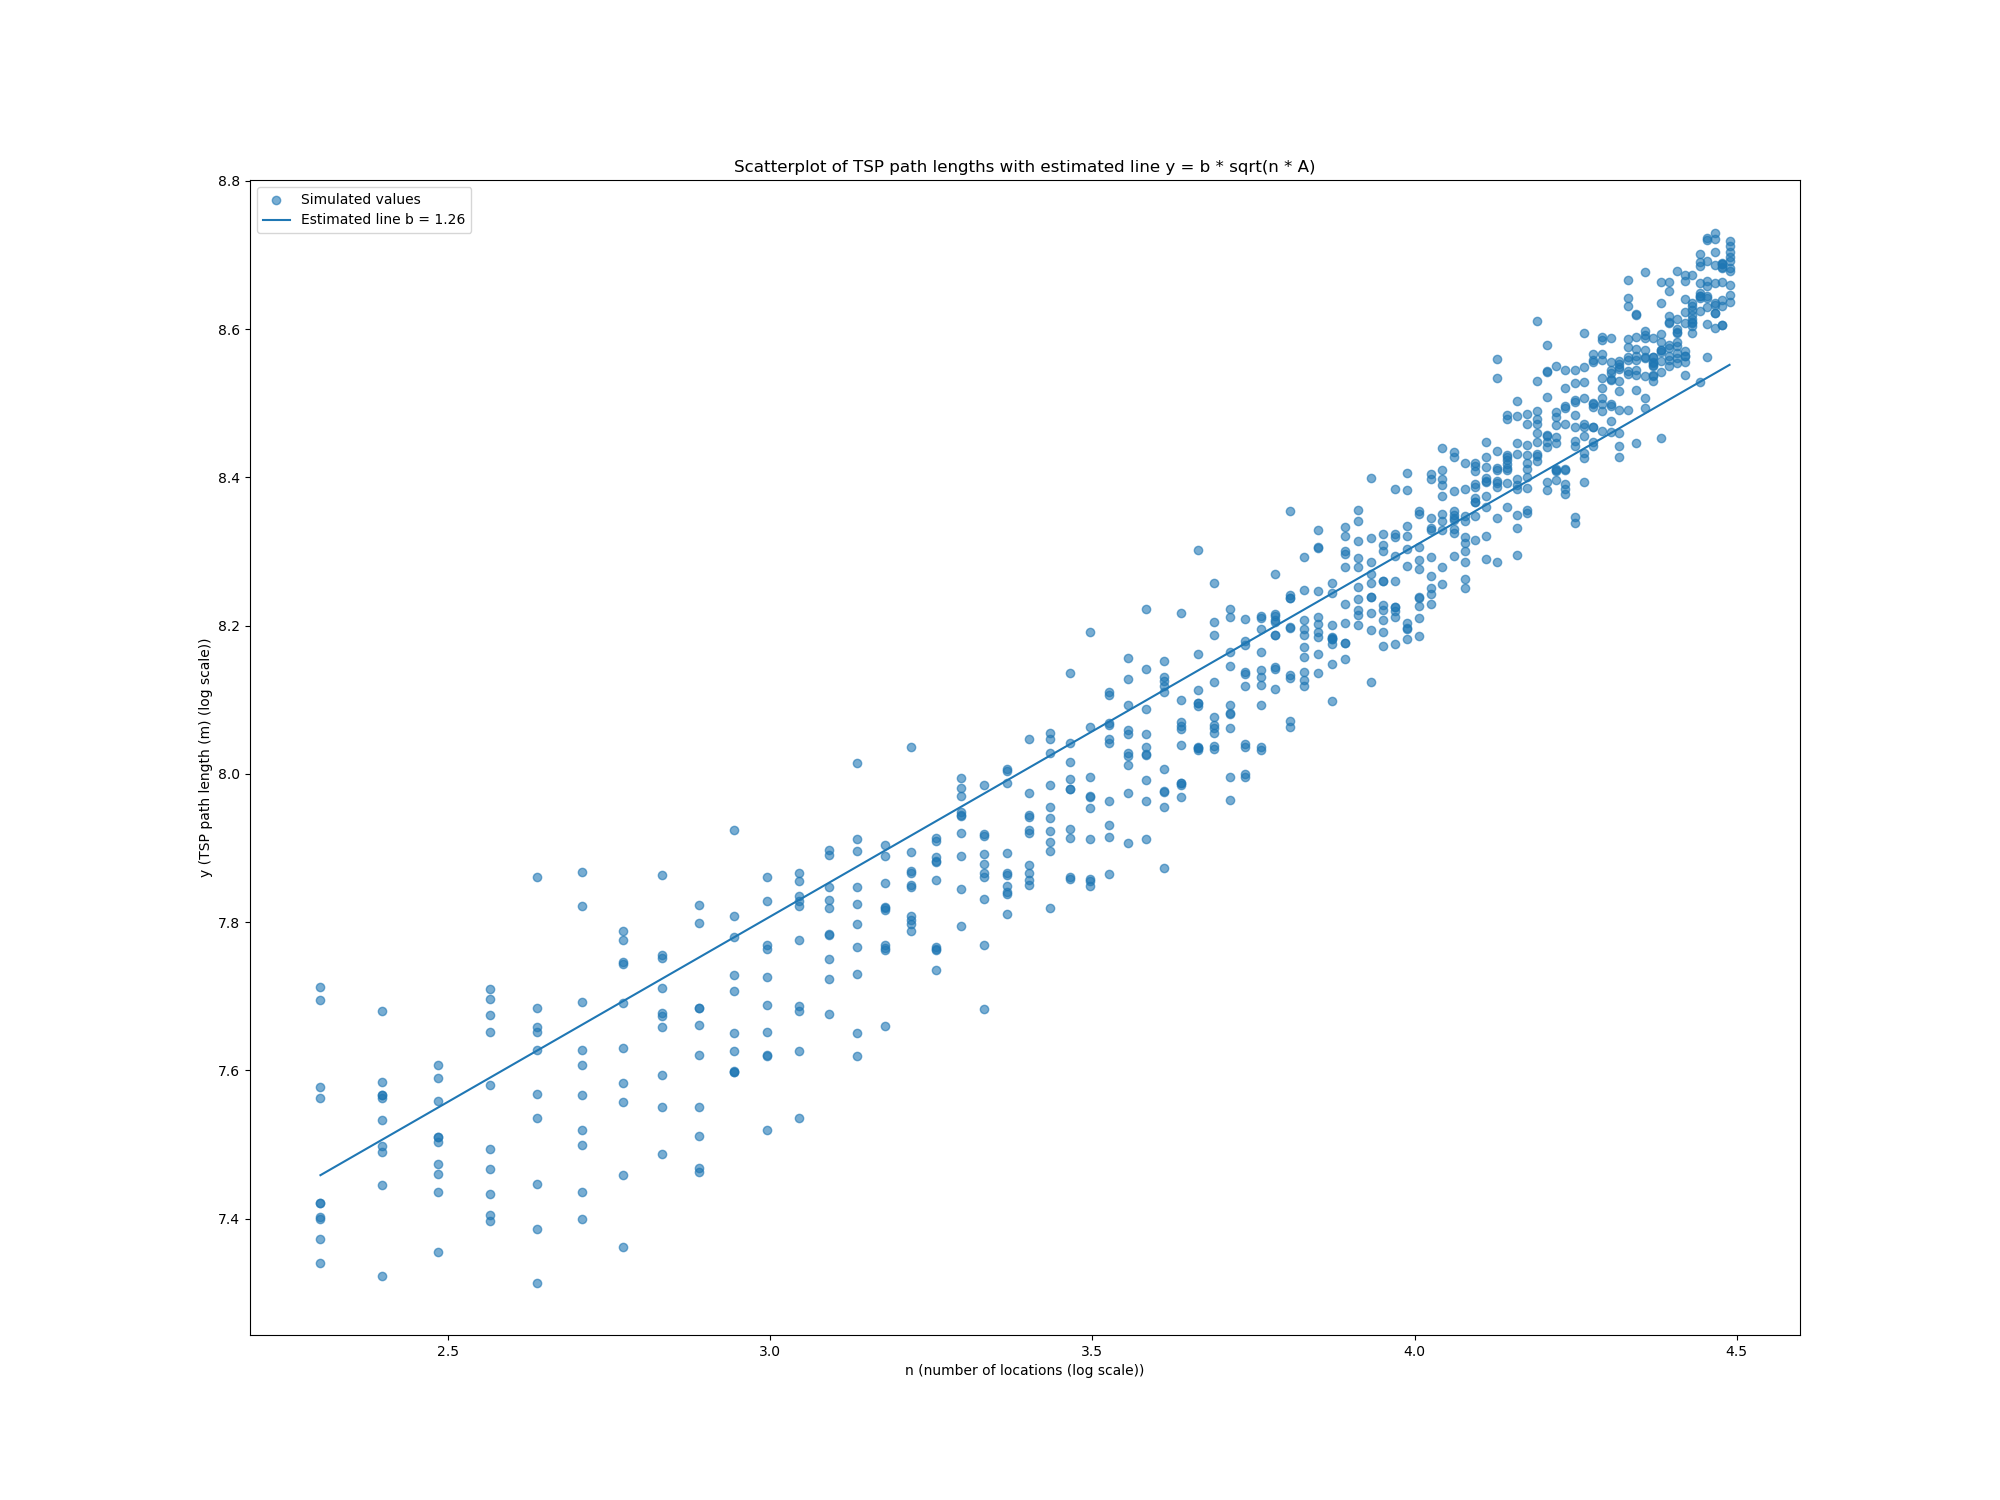 Scatterplot of TSP path lengths with estimated line y = b * sqrt(n * A)
Simulated values
Estimated line b = 1.26
8.8
8.6
8.4
8.2
8.0
7.8
7.6
7.4
y (TSP path length (m) (log scale))
2.5 3.0 3.5 4.0 4.5
n (number of locations (log scale))